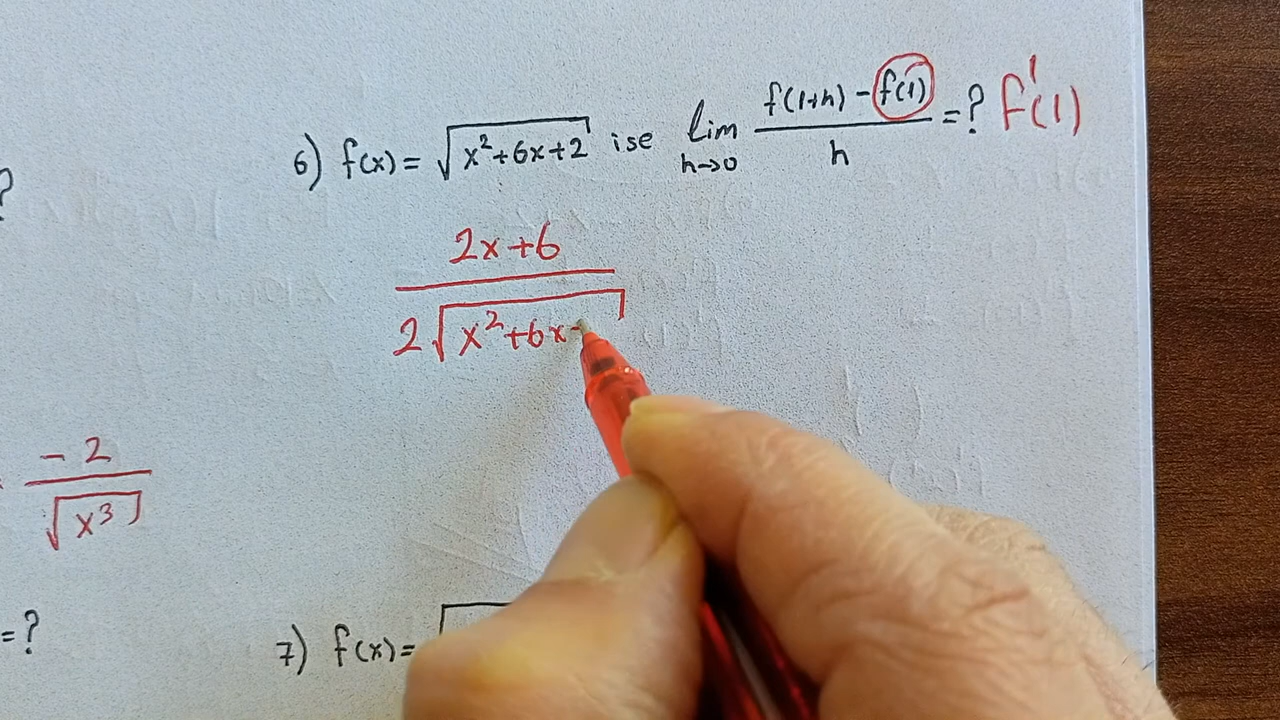 ?
6) f(x) = √x²+6x+2 ise lim h→0 f(1+h) - f(1) / h = ? f'(1)
2x+6
2√x²+6x+
-2
√x³
= ?
7) f(x) = √